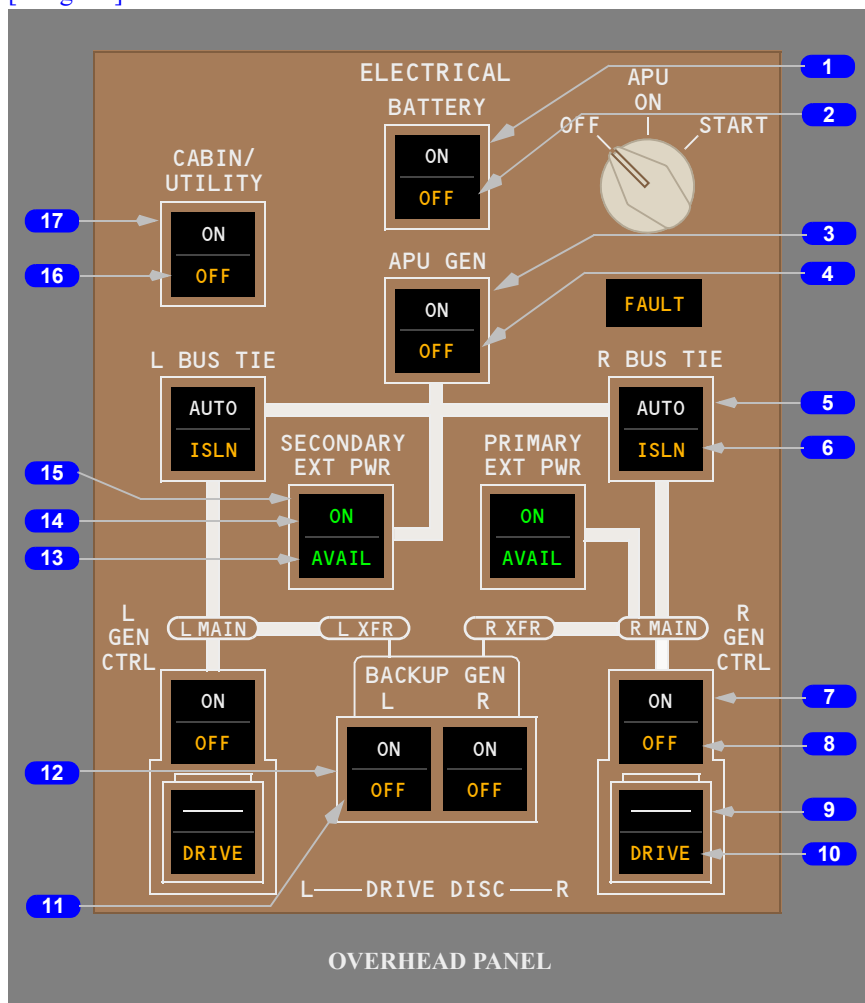 ELECTRICAL
BATTERY
ON
OFF
APU
ON
OFF
START
CABIN/
UTILITY
ON
OFF
APU GEN
ON
OFF
FAULT
L BUS TIE
AUTO
ISLN
R BUS TIE
AUTO
ISLN
SECONDARY
EXT PWR
ON
AVAIL
PRIMARY
EXT PWR
ON
AVAIL
L
GEN
CTRL
L MAIN
L XFR
R XFR
R MAIN
R
GEN
CTRL
ON
OFF
BACKUP GEN
L R
ON
OFF
ON
OFF
ON
OFF
DRIVE
DRIVE
L DRIVE DISC R
1
2
3
4
5
6
7
8
9
10
11
12
13
14
15
16
17
OVERHEAD PANEL